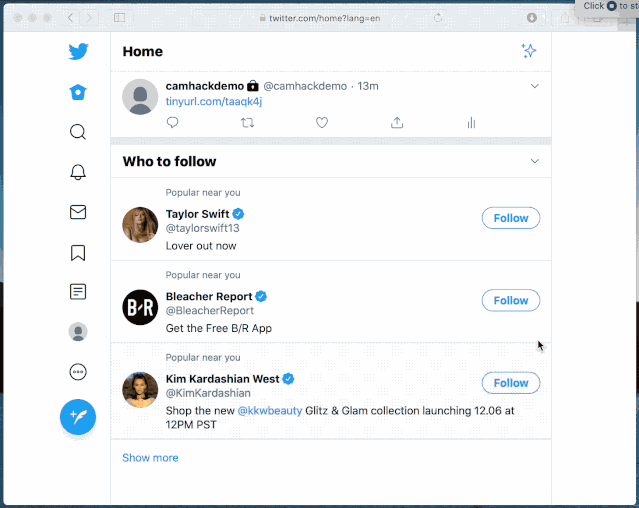 Click to st
twitter.com/home?lang=en
Home
camhackdemo @camhackdemo · 13m
tinyurl.com/taaqk4j
Who to follow
Popular near you
Taylor Swift
Follow
@taylorswift13
Lover out now
Popular near you
B/R
Bleacher Report
Follow
@BleacherReport
Get the Free B/R App
Popular near you
Kim Kardashian West
Follow
@KimKardashian
Shop the new @kkwbeauty Glitz & Glam collection launching 12.06 at
12PM PST
Show more